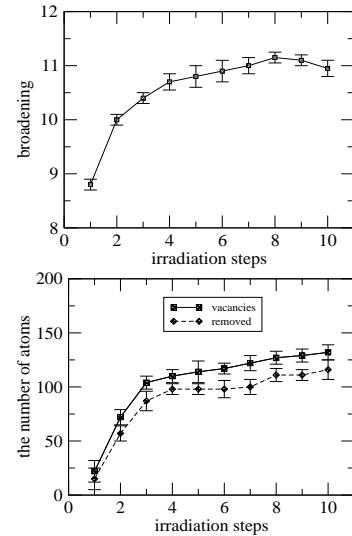 12
11
10
9
8
broadening
0 2 4 6 8 10
irradiation steps
200
150
100
50
0
the number of atoms
vacancies
removed
0 2 4 6 8 10
irradiation steps